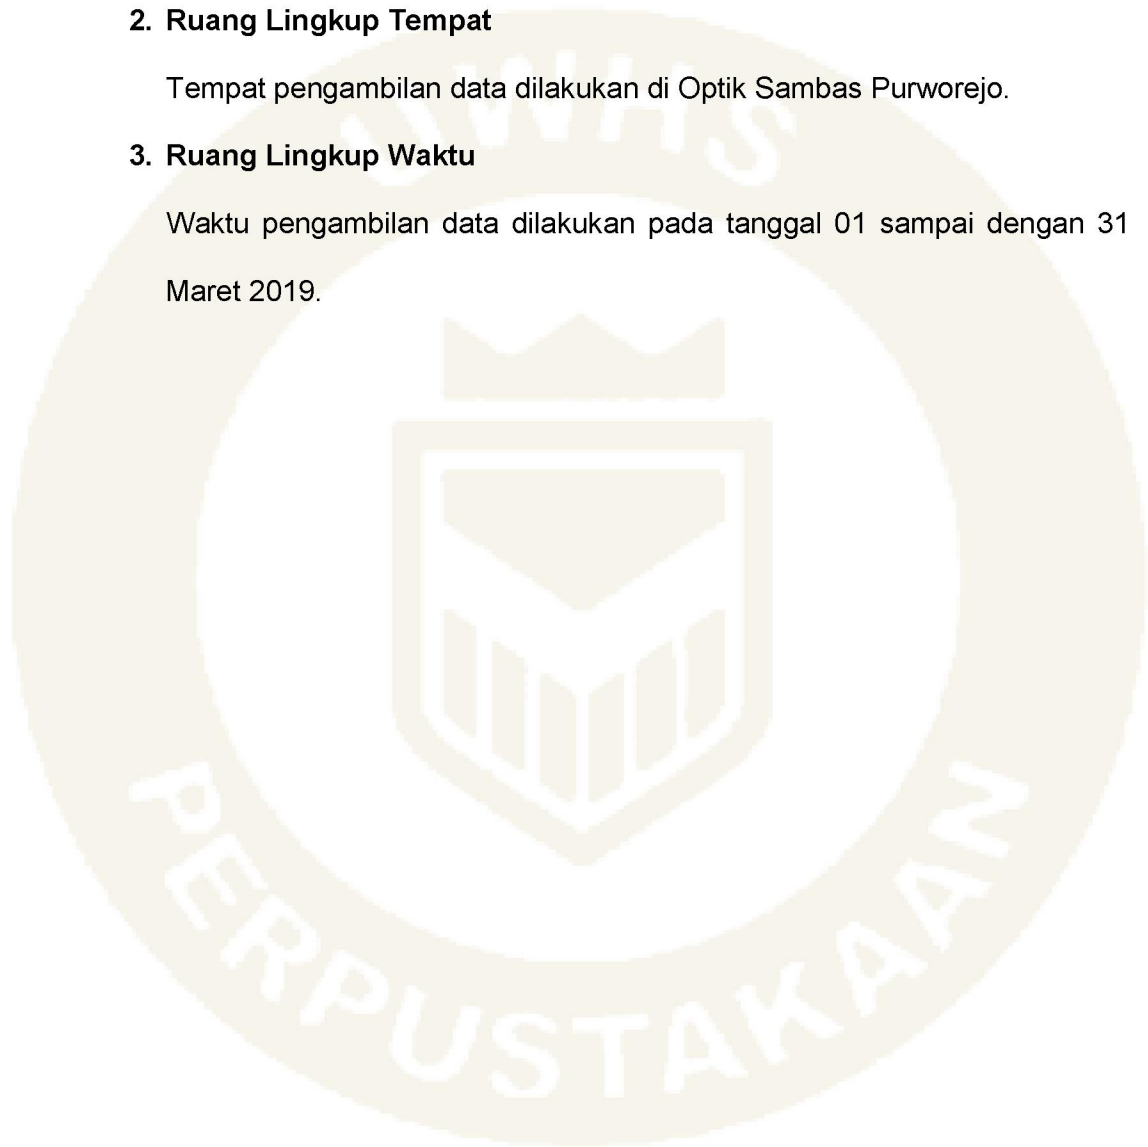 2. Ruang Lingkup Tempat
Tempat pengambilan data dilakukan di Optik Sambas Purworejo.
3. Ruang Lingkup Waktu
Waktu pengambilan data dilakukan pada tanggal 01 sampai dengan 31
Maret 2019.
UWHS
PERPUSTAKAAN